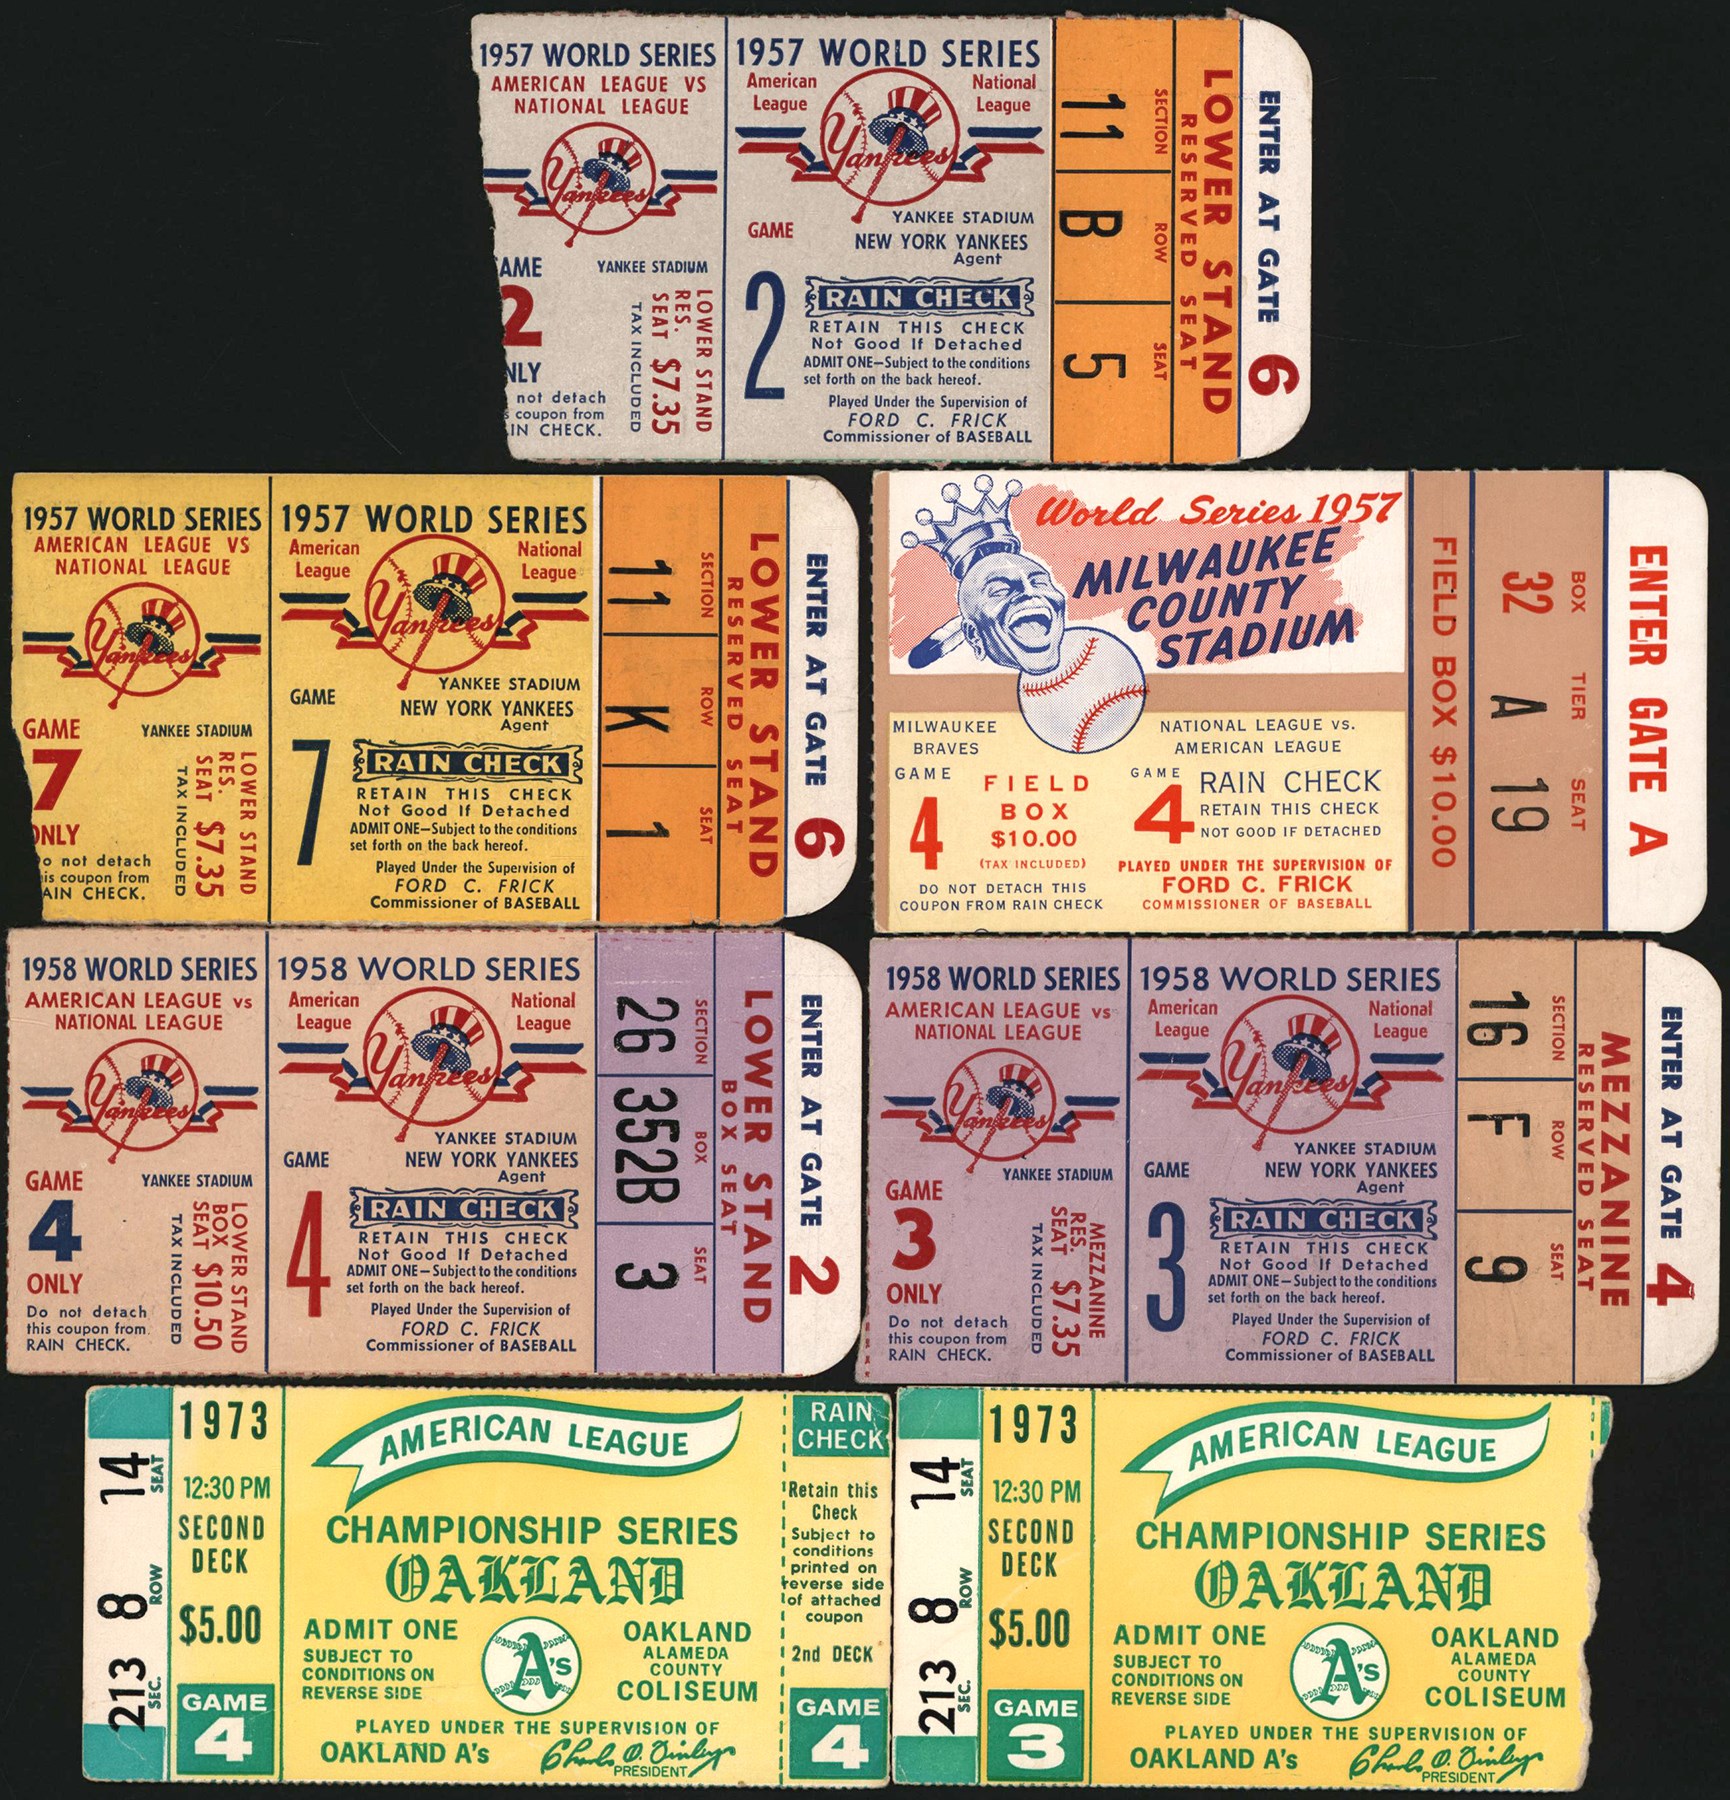 1957 WORLD SERIES
AMERICAN LEAGUE VS
NATIONAL LEAGUE
Yankees
AME
YANKEE STADIUM
2
NLY
not detach
s coupon from
IN CHECK.
LOWER STAND
RES.
SEAT $7.35
TAX INCLUDED
1957 WORLD SERIES
American
League
National
League
Yankees
YANKEE STADIUM
GAME
NEW YORK YANKEES
Agent
2
RAIN CHECK
RETAIN THIS CHECK
Not Good If Detached
ADMIT ONE—Subject to the conditions
set forth on the back hereof.
Played Under the Supervision of
FORD C. FRICK
Commissioner of BASEBALL
SECTION
11
ROW
B
SEAT
5
LOWER STAND
RESERVED SEAT
ENTER AT GATE 6
1957 WORLD SERIES
AMERICAN LEAGUE VS
NATIONAL LEAGUE
Yankees
GAME
YANKEE STADIUM
7
ONLY
o not detach
is coupon from
AIN CHECK.
LOWER STAND
RES.
SEAT $7.35
TAX INCLUDED
1957 WORLD SERIES
American
League
National
League
Yankees
YANKEE STADIUM
GAME
NEW YORK YANKEES
Agent
7
RAIN CHECK
RETAIN THIS CHECK
Not Good If Detached
ADMIT ONE—Subject to the conditions
set forth on the back hereof.
Played Under the Supervision of
FORD C. FRICK
Commissioner of BASEBALL
SECTION
11
ROW
K
SEAT
1
LOWER STAND
RESERVED SEAT
ENTER AT GATE 6
World Series 1957
MILWAUKEE
COUNTY
STADIUM
MILWAUKEE
BRAVES
GAME
4
FIELD
BOX
$10.00
(TAX INCLUDED)
DO NOT DETACH THIS
COUPON FROM RAIN CHECK
NATIONAL LEAGUE VS.
AMERICAN LEAGUE
GAME
4
RAIN CHECK
RETAIN THIS CHECK
NOT GOOD IF DETACHED
PLAYED UNDER THE SUPERVISION OF
FORD C. FRICK
COMMISSIONER OF BASEBALL
FIELD BOX $10.00
BOX
32
TIER
A
SEAT
19
ENTER GATE A
1958 WORLD SERIES
AMERICAN LEAGUE vs
NATIONAL LEAGUE
Yankees
GAME
YANKEE STADIUM
4
ONLY
Do not detach
this coupon from
RAIN CHECK.
LOWER STAND
BOX
SEAT $10.50
TAX INCLUDED
1958 WORLD SERIES
American
League
National
League
Yankees
YANKEE STADIUM
GAME
NEW YORK YANKEES
Agent
4
RAIN CHECK
RETAIN THIS CHECK
Not Good If Detached
ADMIT ONE—Subject to the conditions
set forth on the back hereof.
Played Under the Supervision of
FORD C. FRICK
Commissioner of BASEBALL
SECTION
26
BOX
352B
SEAT
3
LOWER STAND
BOX SEAT
ENTER AT GATE 2
1958 WORLD SERIES
AMERICAN LEAGUE vs
NATIONAL LEAGUE
Yankees
YANKEE STADIUM
GAME
3
ONLY
Do not detach
this coupon from
RAIN CHECK.
MEZZANINE
RES.
SEAT $7.35
TAX INCLUDED
1958 WORLD SERIES
American
League
National
League
Yankees
YANKEE STADIUM
GAME
NEW YORK YANKEES
Agent
3
RAIN CHECK
RETAIN THIS CHECK
Not Good If Detached
ADMIT ONE—Subject to the conditions
set forth on the back hereof.
Played Under the Supervision of
FORD C. FRICK
Commissioner of BASEBALL
SECTION
16
ROW
F
SEAT
9
MEZZANINE
RESERVED SEAT
ENTER AT GATE 4
14 SEAT
8 ROW
213 SEC.
1973
12:30 PM
SECOND
DECK
$5.00
GAME
4
AMERICAN LEAGUE
CHAMPIONSHIP SERIES
OAKLAND
ADMIT ONE
SUBJECT TO
CONDITIONS ON
REVERSE SIDE
A's
OAKLAND
ALAMEDA
COUNTY
COLISEUM
PLAYED UNDER THE SUPERVISION OF
OAKLAND A's
Charles O. Finley
PRESIDENT
RAIN
CHECK
Retain this
Check
Subject to
conditions
printed on
reverse side
of attached
coupon
2nd DECK
GAME
4
14 SEAT
8 ROW
213 SEC.
1973
12:30 PM
SECOND
DECK
$5.00
GAME
3
AMERICAN LEAGUE
CHAMPIONSHIP SERIES
OAKLAND
ADMIT ONE
SUBJECT TO
CONDITIONS ON
REVERSE SIDE
A's
OAKLAND
ALAMEDA
COUNTY
COLISEUM
PLAYED UNDER THE SUPERVISION OF
OAKLAND A's
Charles O. Finley
PRESIDENT